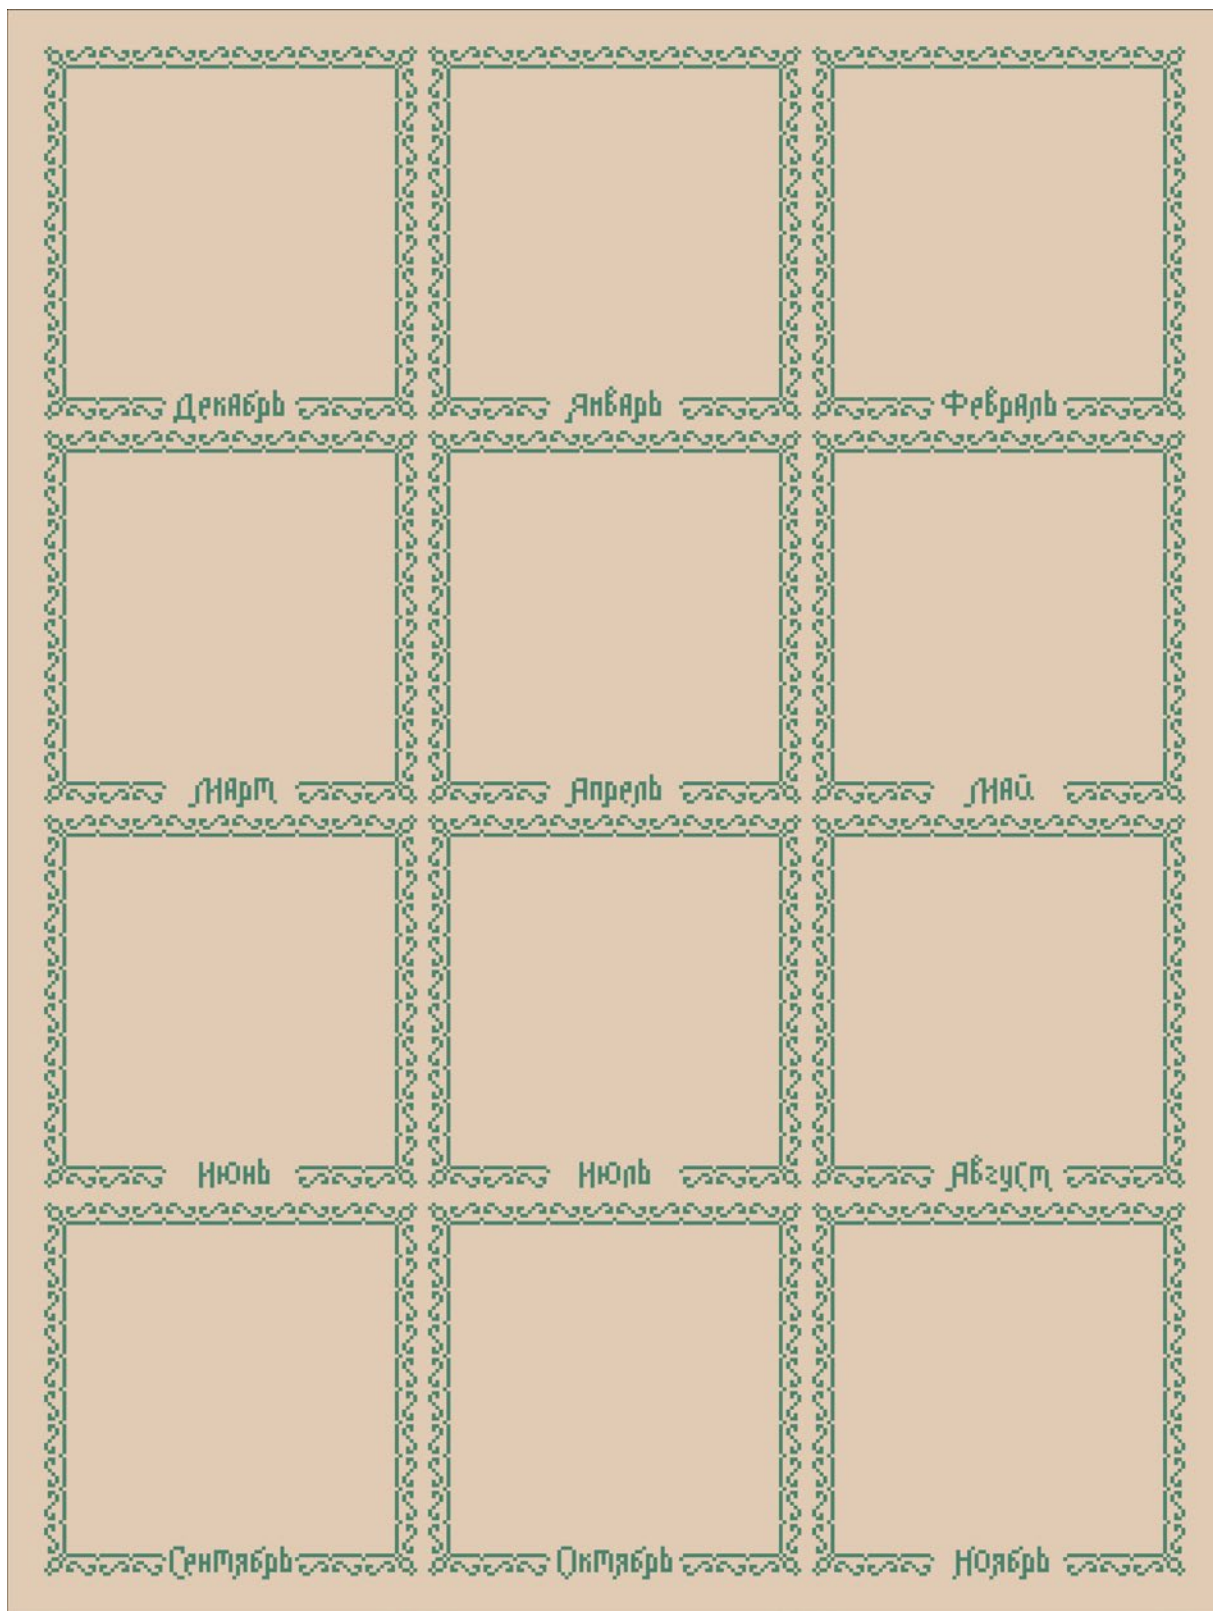 Декабрь Январь Февраль
Март Апрель Май
Июнь Июль Август
Сентябрь Октябрь Ноябрь